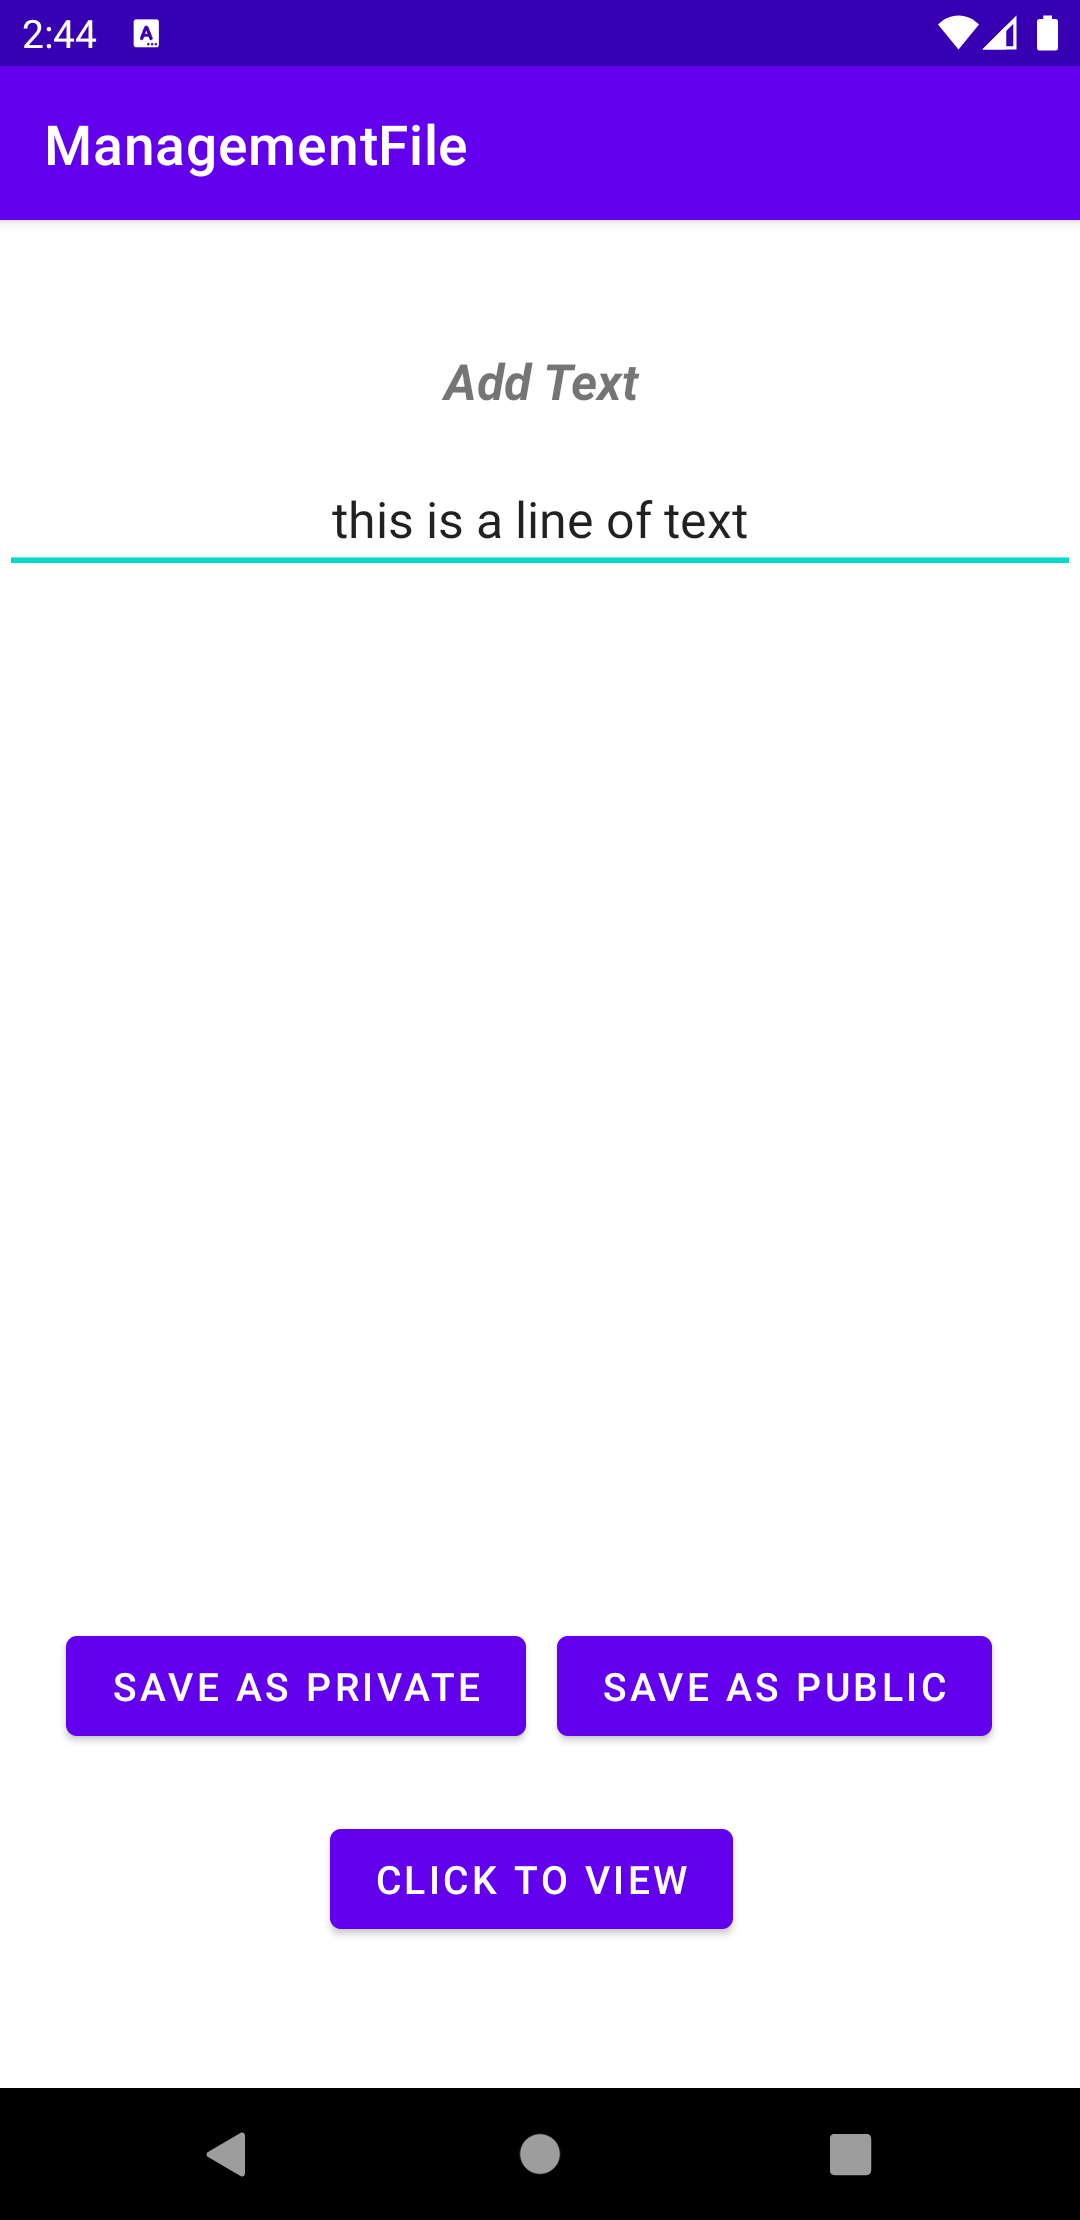 2:44
ManagementFile
Add Text
this is a line of text
SAVE AS PRIVATE SAVE AS PUBLIC
CLICK TO VIEW